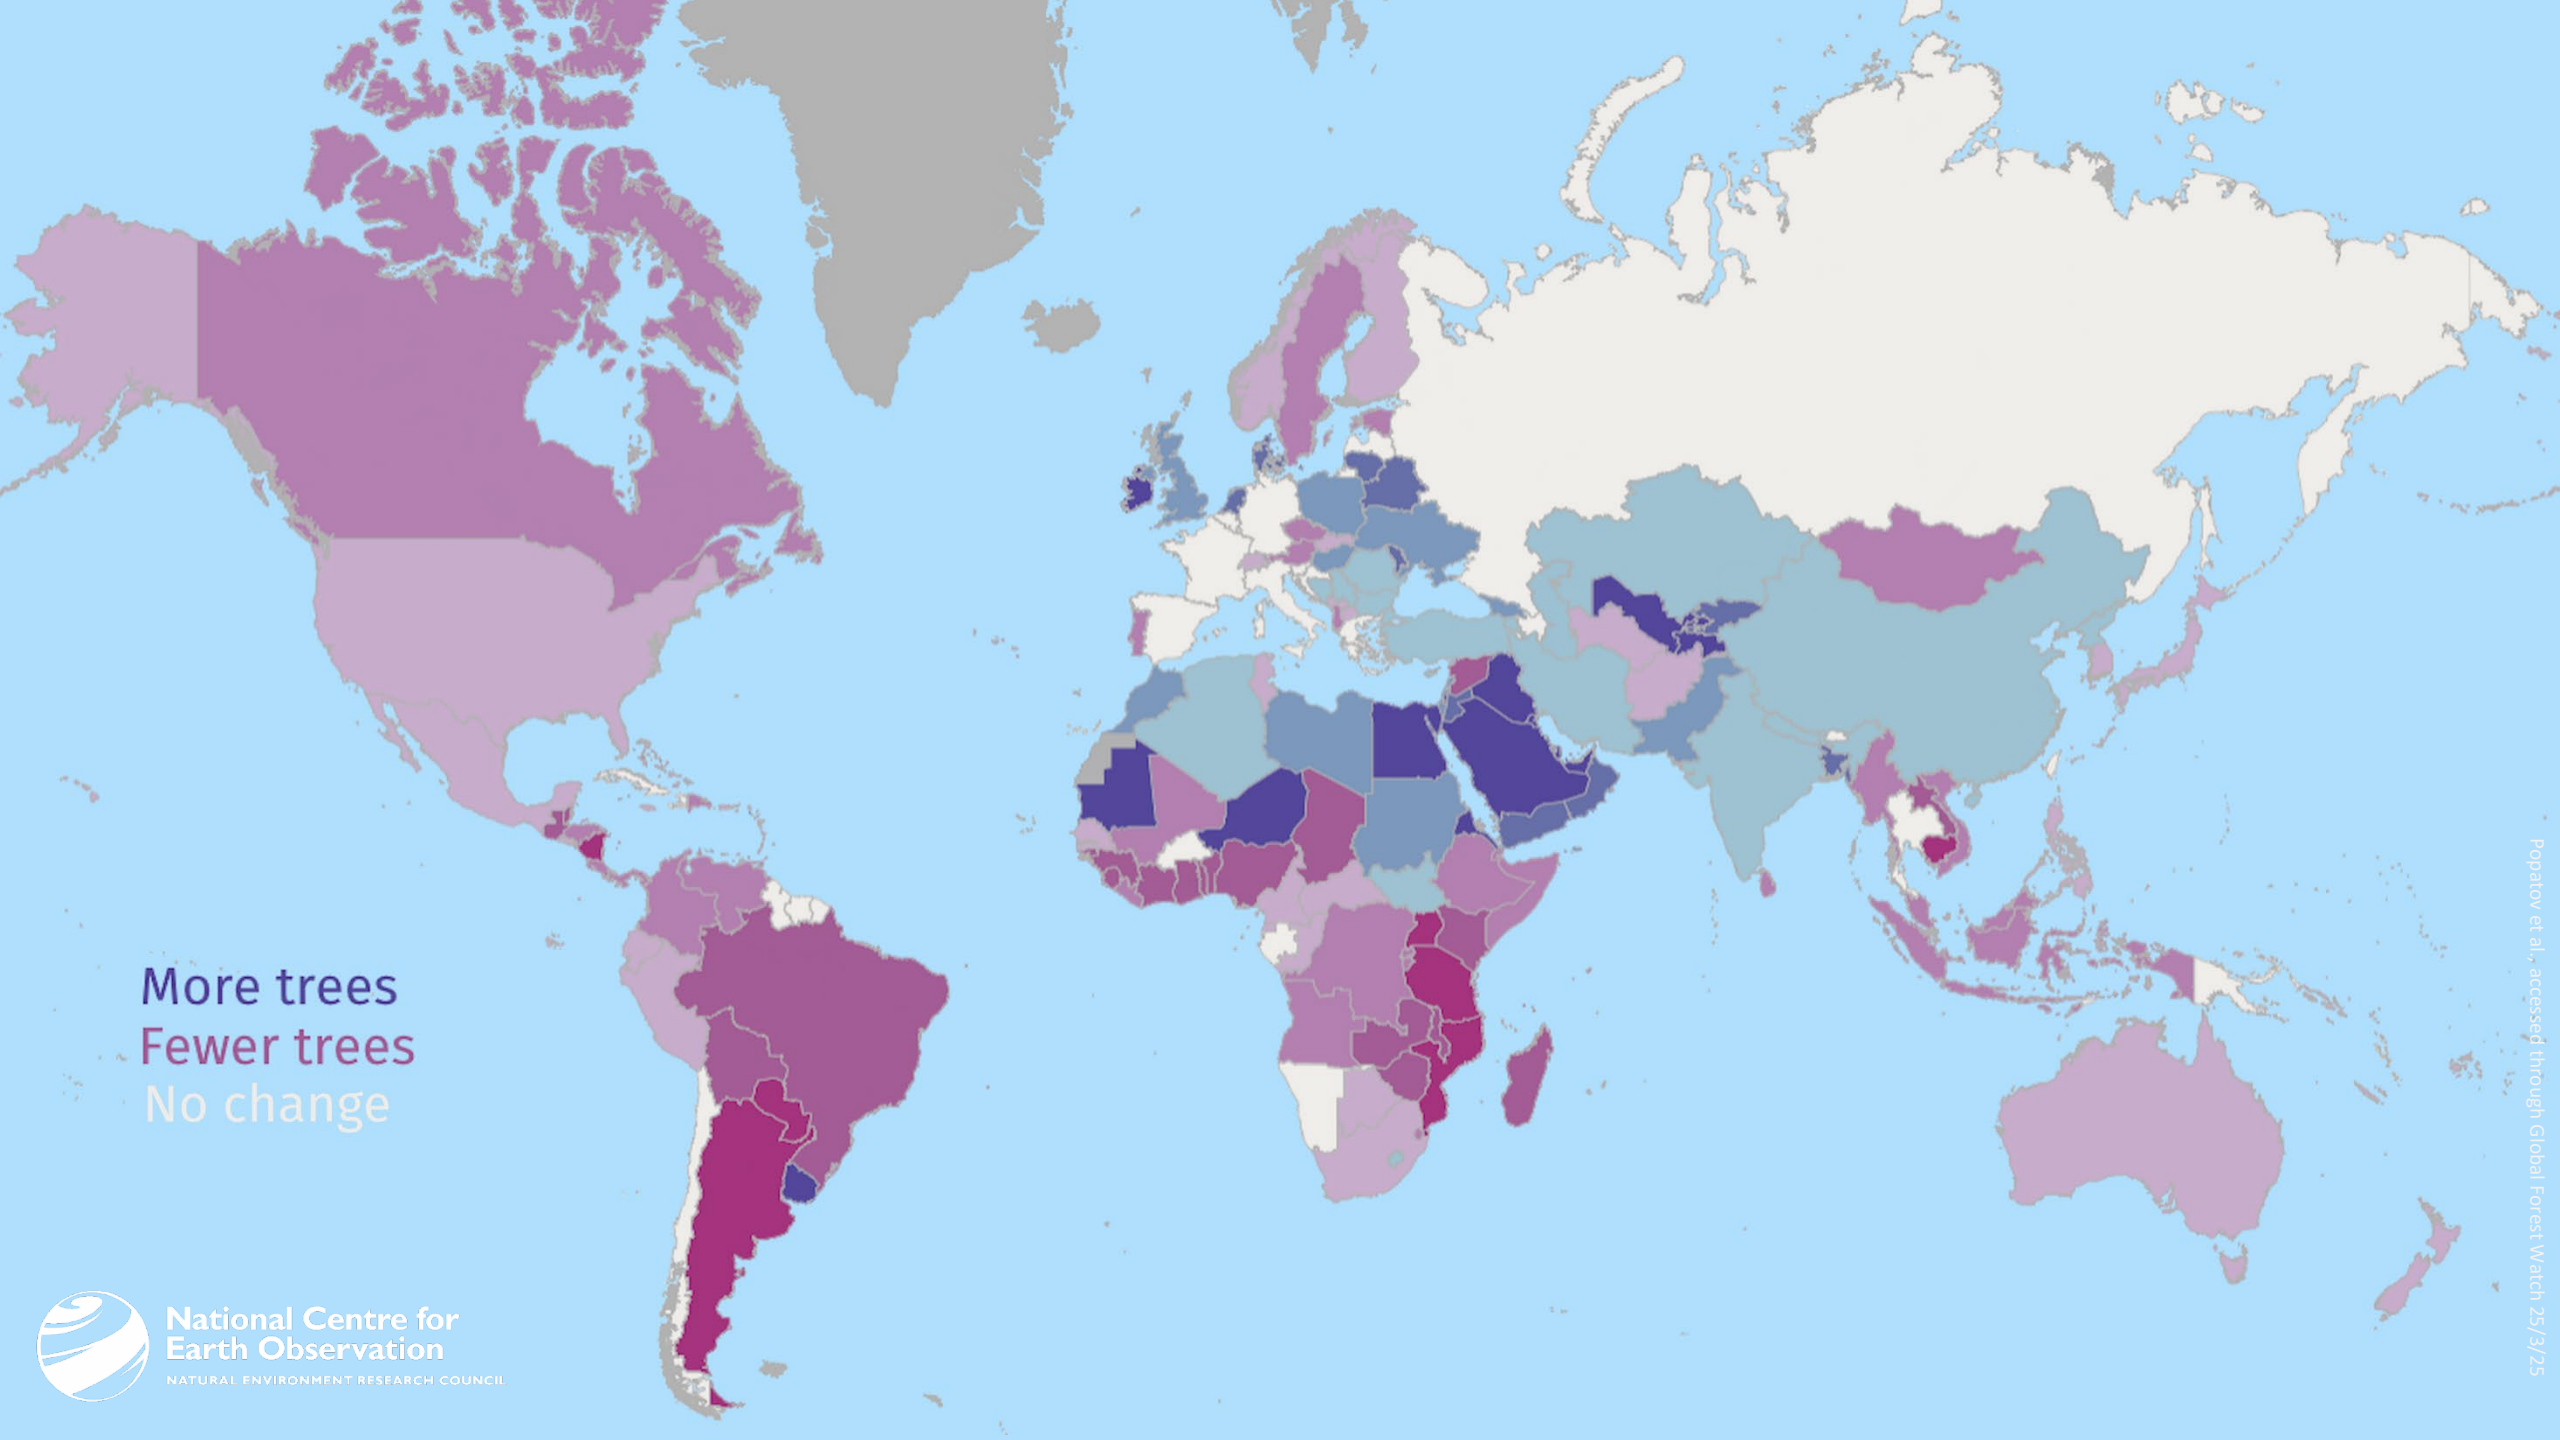 More trees
Fewer trees
No change
National Centre for
Earth Observation
NATURAL ENVIRONMENT RESEARCH COUNCIL
Popatov et al., accessed through Global Forest Watch 25/3/25